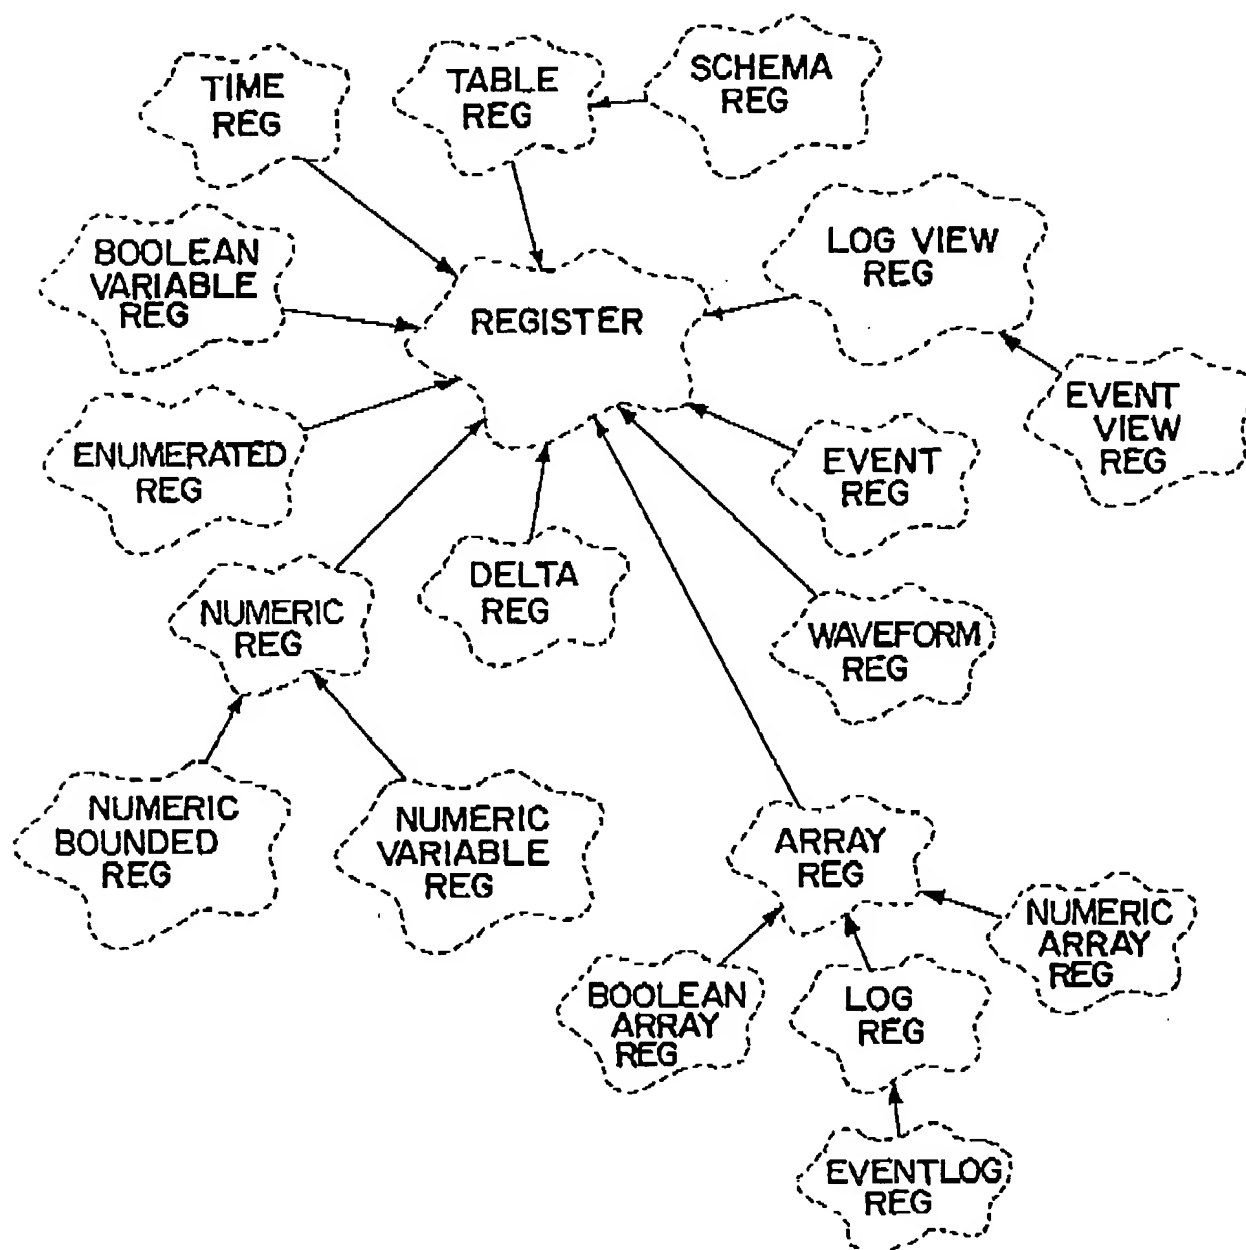 TIME
REG
TABLE
REG
SCHEMA
REG
BOOLEAN
VARIABLE
REG
REGISTER
LOG VIEW
REG
EVENT
VIEW
REG
ENUMERATED
REG
EVENT
REG
NUMERIC
REG
DELTA
REG
WAVEFORM
REG
NUMERIC
BOUNDED
REG
NUMERIC
VARIABLE
REG
ARRAY
REG
NUMERIC
ARRAY
REG
BOOLEAN
ARRAY
REG
LOG
REG
EVENTLOG
REG